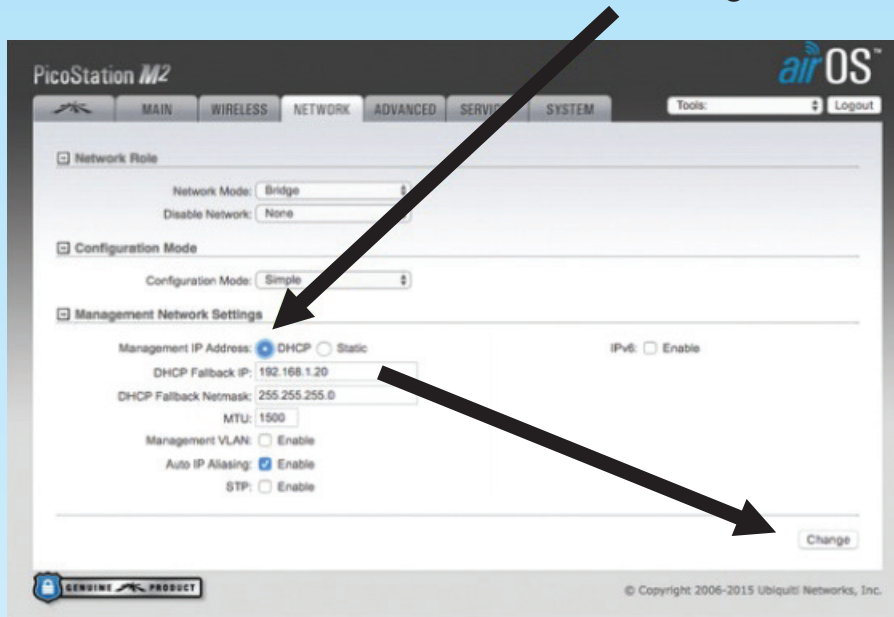 PicoStation M2
airOS™
MAIN WIRELESS NETWORK ADVANCED SYSTEM Tools: Logout
Network Role
Network Mode: Bridge
Disable Network: None
Configuration Mode
Configuration Mode: Simple
Management Network Settings
Management IP Address: DHCP Static IPv6: Enable
DHCP Fallback IP: 192.168.1.20
DHCP Fallback Netmask: 255.255.255.0
MTU: 1500
Management VLAN: Enable
Auto IP Aliasing: Enable
STP: Enable
Change
GENUINE PRODUCT
© Copyright 2006-2015 Ubiquiti Networks, Inc.